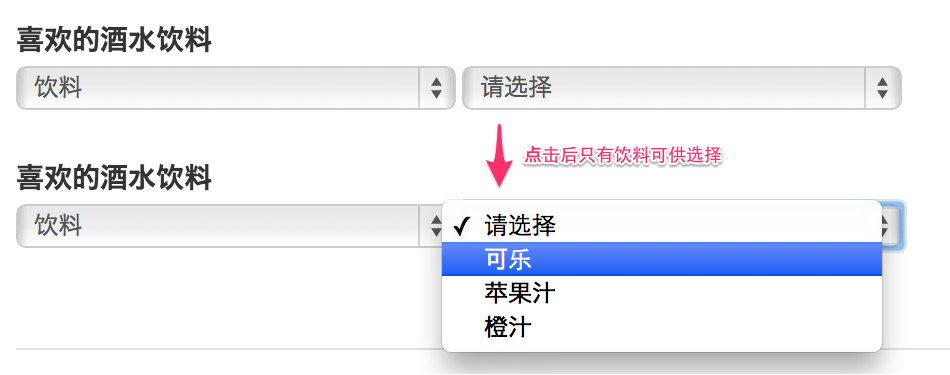 喜欢的酒水饮料
饮料 请选择
点击后只有饮料可供选择
喜欢的酒水饮料
饮料 ✓ 请选择
可乐
苹果汁
橙汁